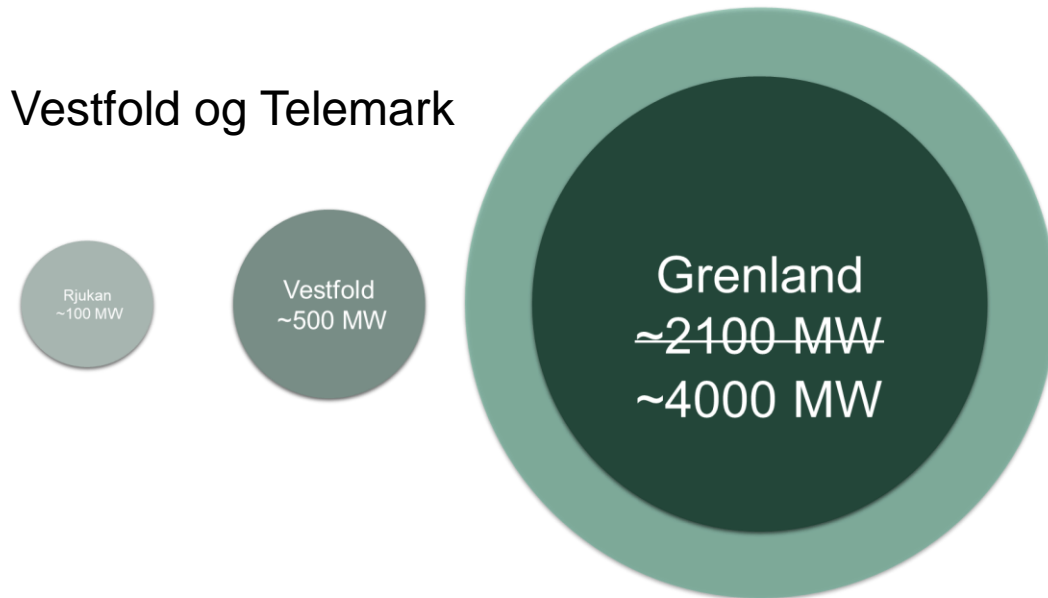 Vestfold og Telemark
Rjukan
~100 MW
Vestfold
~500 MW
Grenland
~2100 MW
~4000 MW